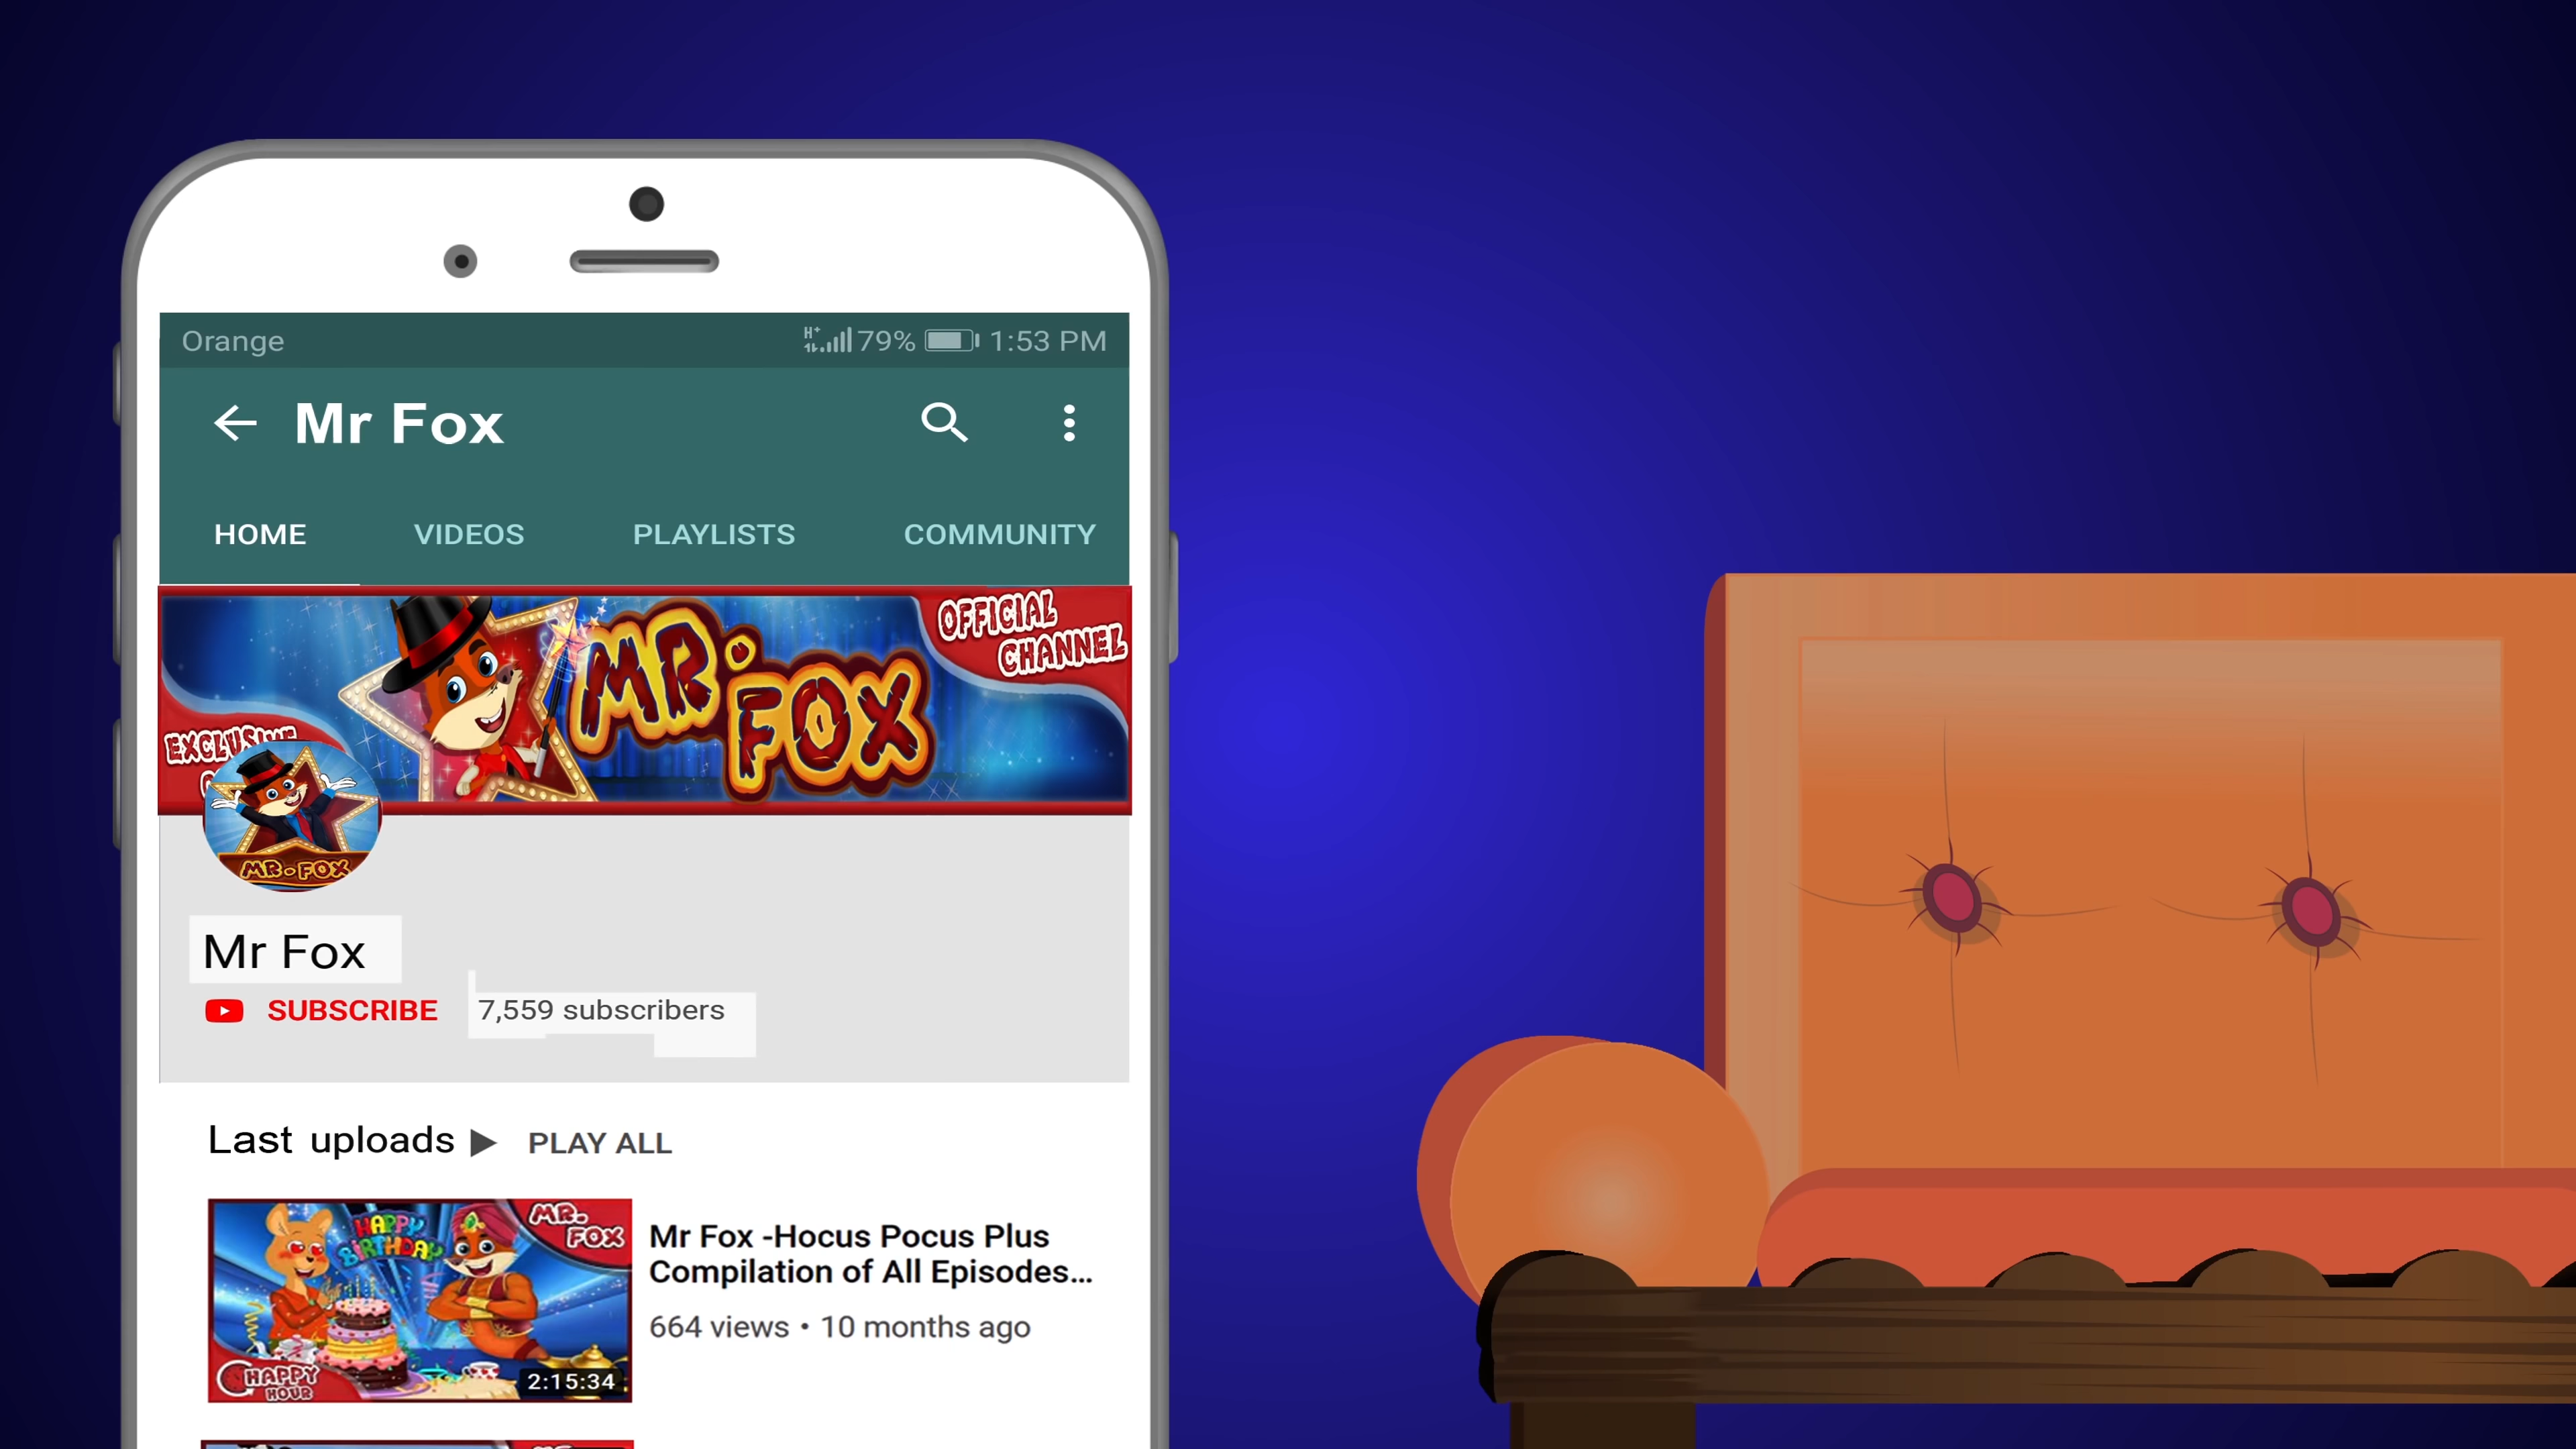 Orange
H+ 79% 1:53 PM
Mr Fox
HOME VIDEOS PLAYLISTS COMMUNITY
OFFICIAL
CHANNEL
MR.
FOX
MR.FOX
Mr Fox
SUBSCRIBE 7,559 subscribers
Last uploads PLAY ALL
HAPPY
BIRTHDAY
MR.
FOX
HAPPY
HOUR
2:15:34
Mr Fox -Hocus Pocus Plus
Compilation of All Episodes...
664 views • 10 months ago